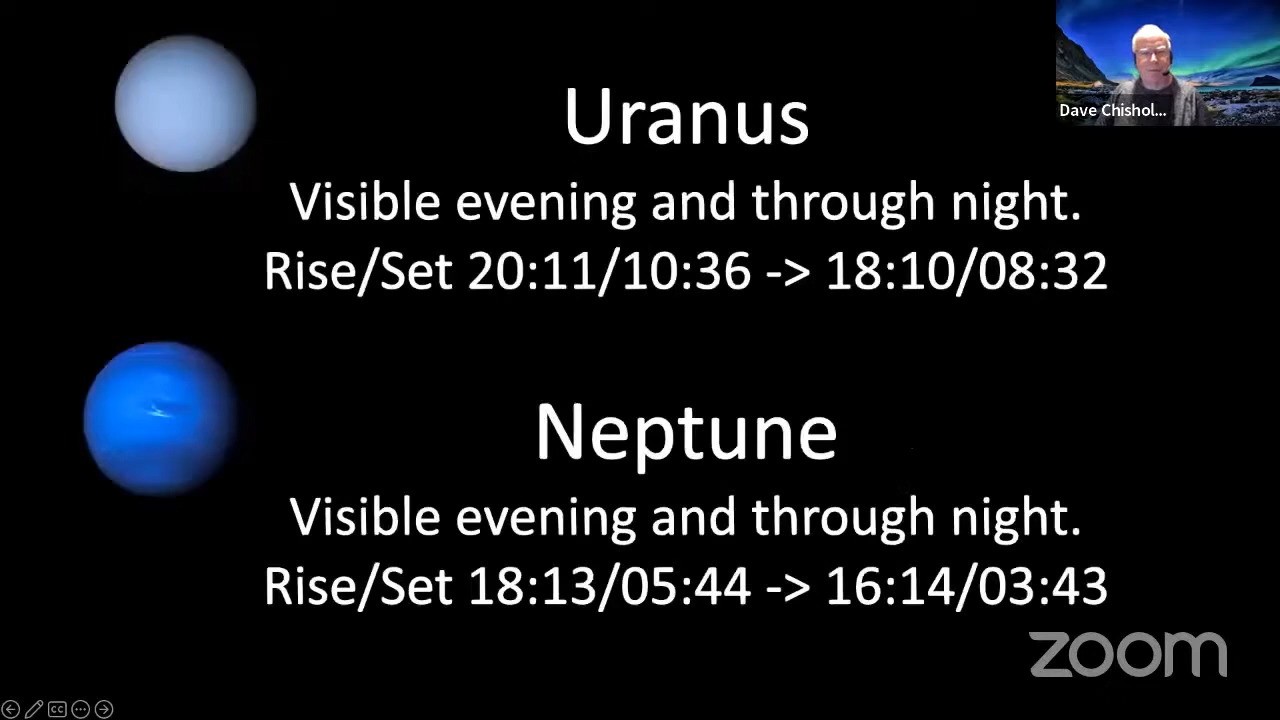 Uranus
Visible evening and through night.
Rise/Set 20:11/10:36 -> 18:10/08:32
Dave Chishol...
Neptune
Visible evening and through night.
Rise/Set 18:13/05:44 -> 16:14/03:43
zoom
CC